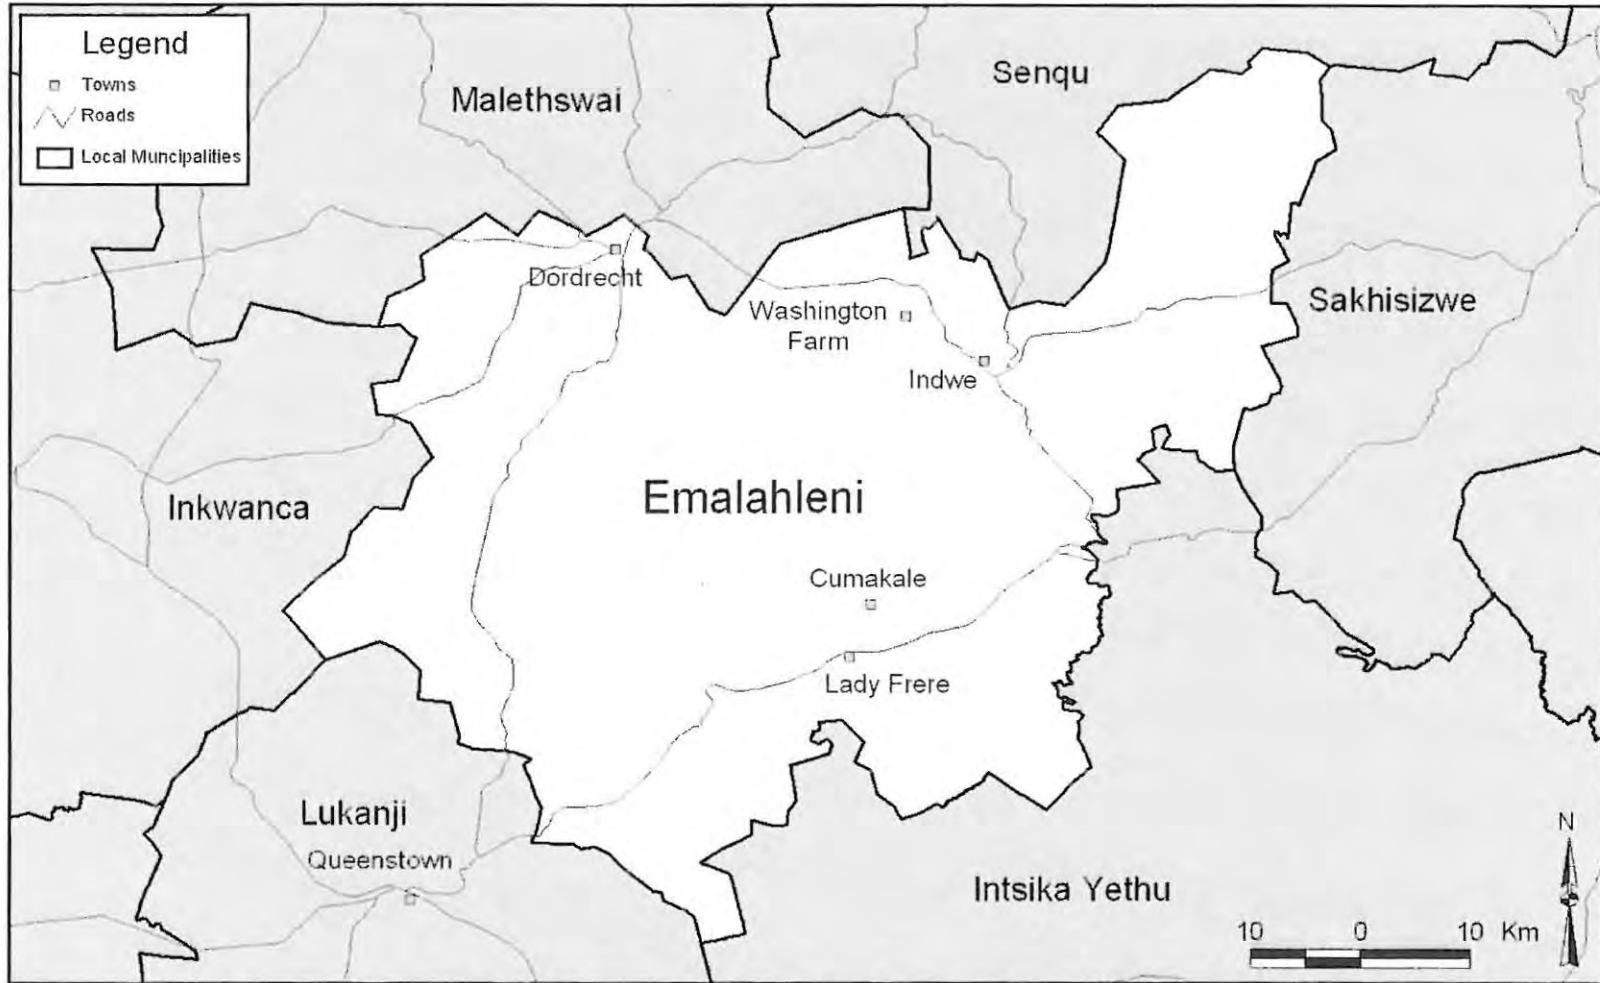 Legend
Towns
Roads
Local Muncipalities
Senqu
Malethswai
Dordrecht
Washington
Farm
Sakhisizwe
Indwe
Inkwanca
Emalahleni
Cumakale
Lady Frere
Lukanji
Queenstown
Intsika Yethu
N
10 0 10 Km